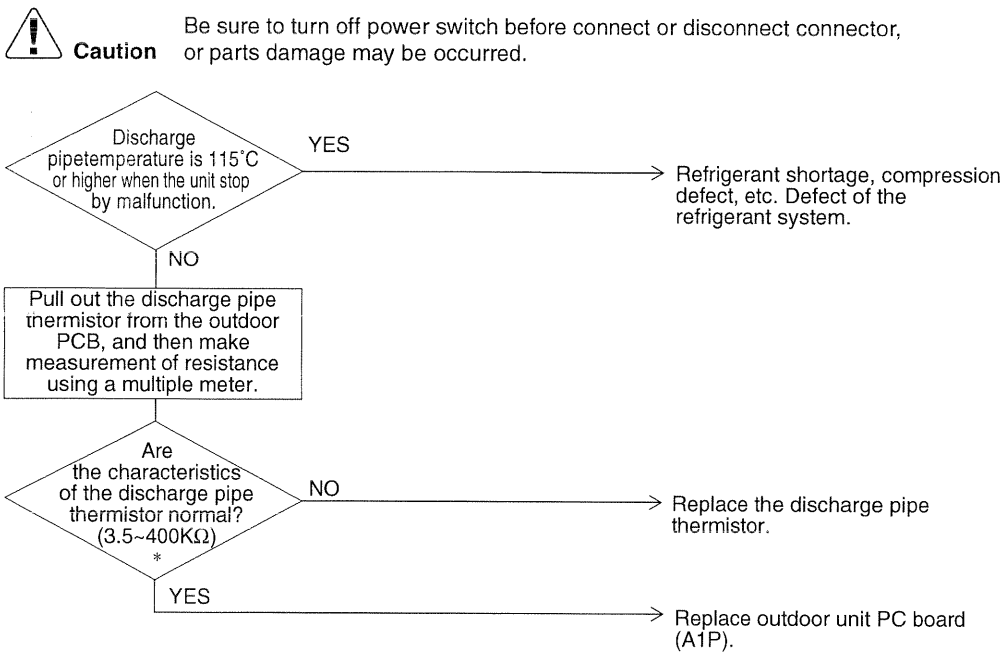 Be sure to turn off power switch before connect or disconnect connector,
Caution or parts damage may be occurred.
Discharge
pipetemperature is 115°C
or higher when the unit stop
by malfunction.
YES
Refrigerant shortage, compression
defect, etc. Defect of the
refrigerant system.
NO
Pull out the discharge pipe
thermistor from the outdoor
PCB, and then make
measurement of resistance
using a multiple meter.
Are
the characteristics
of the discharge pipe
thermistor normal?
(3.5~400KΩ)
*
NO
Replace the discharge pipe
thermistor.
YES
Replace outdoor unit PC board
(A1P).